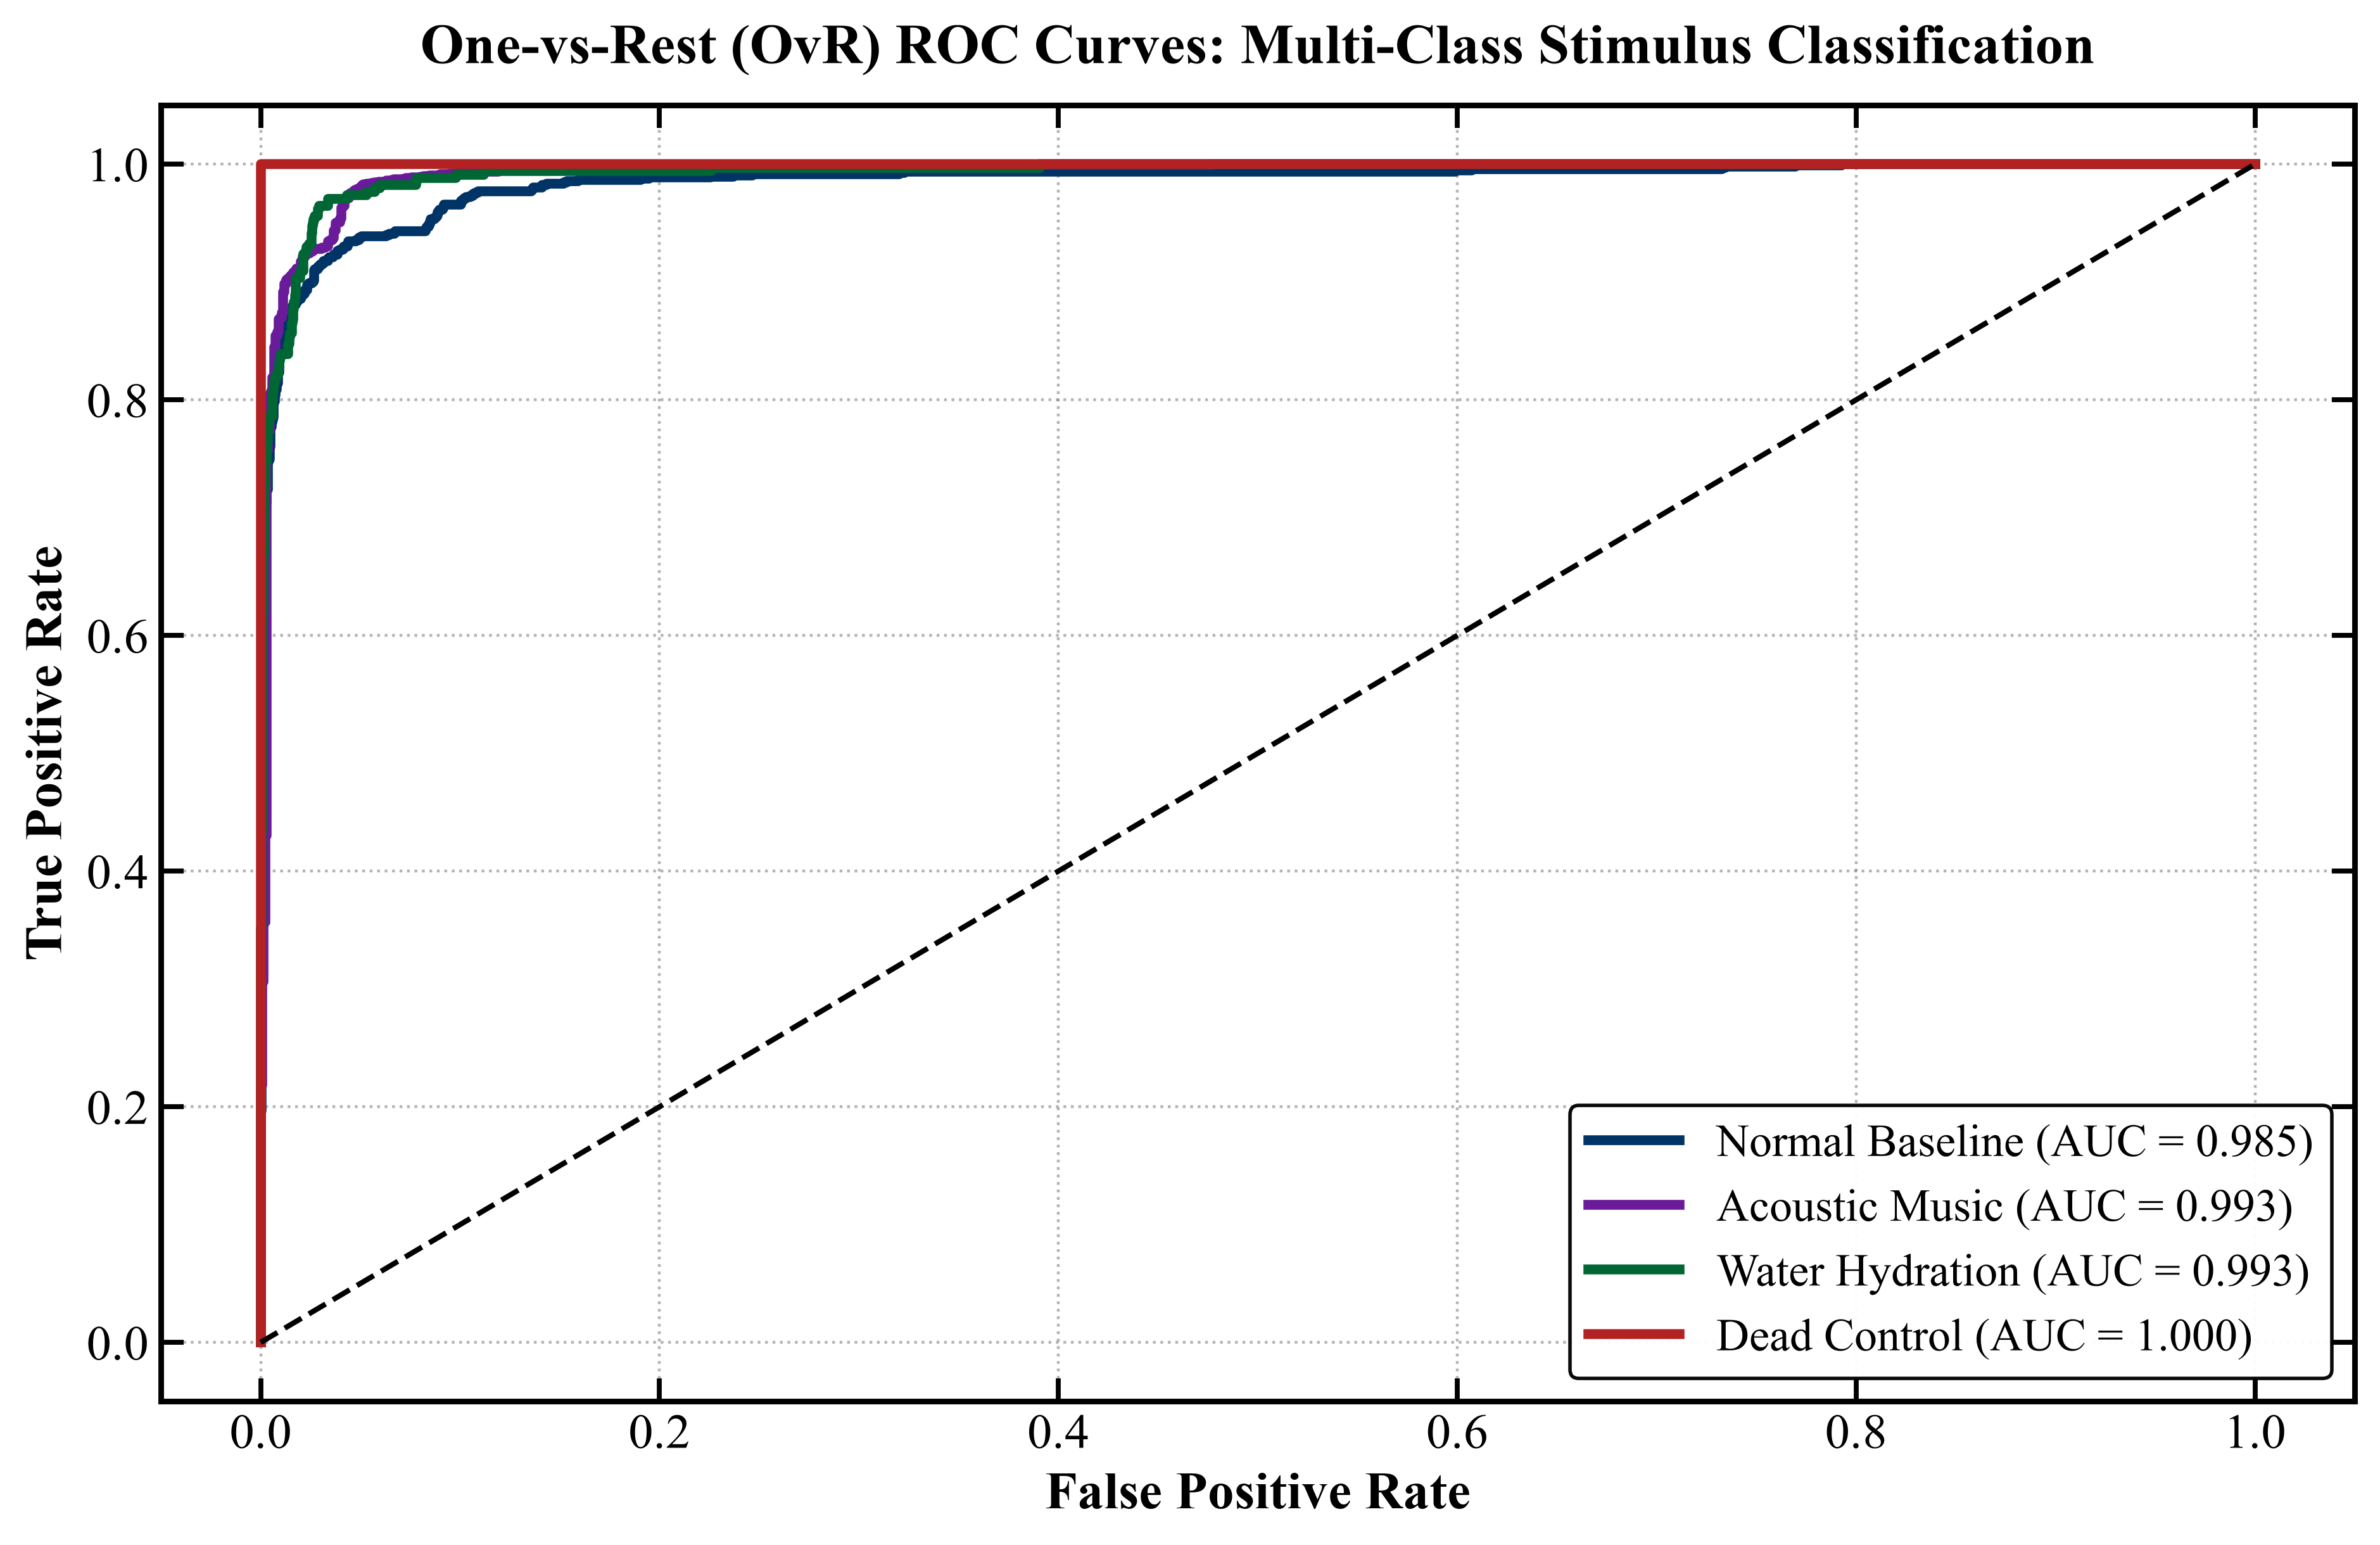 One-vs-Rest (OvR) ROC Curves: Multi-Class Stimulus Classification
True Positive Rate
1.0
0.8
0.6
0.4
0.2
0.0
Normal Baseline (AUC = 0.985)
Acoustic Music (AUC = 0.993)
Water Hydration (AUC = 0.993)
Dead Control (AUC = 1.000)
0.0 0.2 0.4 0.6 0.8 1.0
False Positive Rate